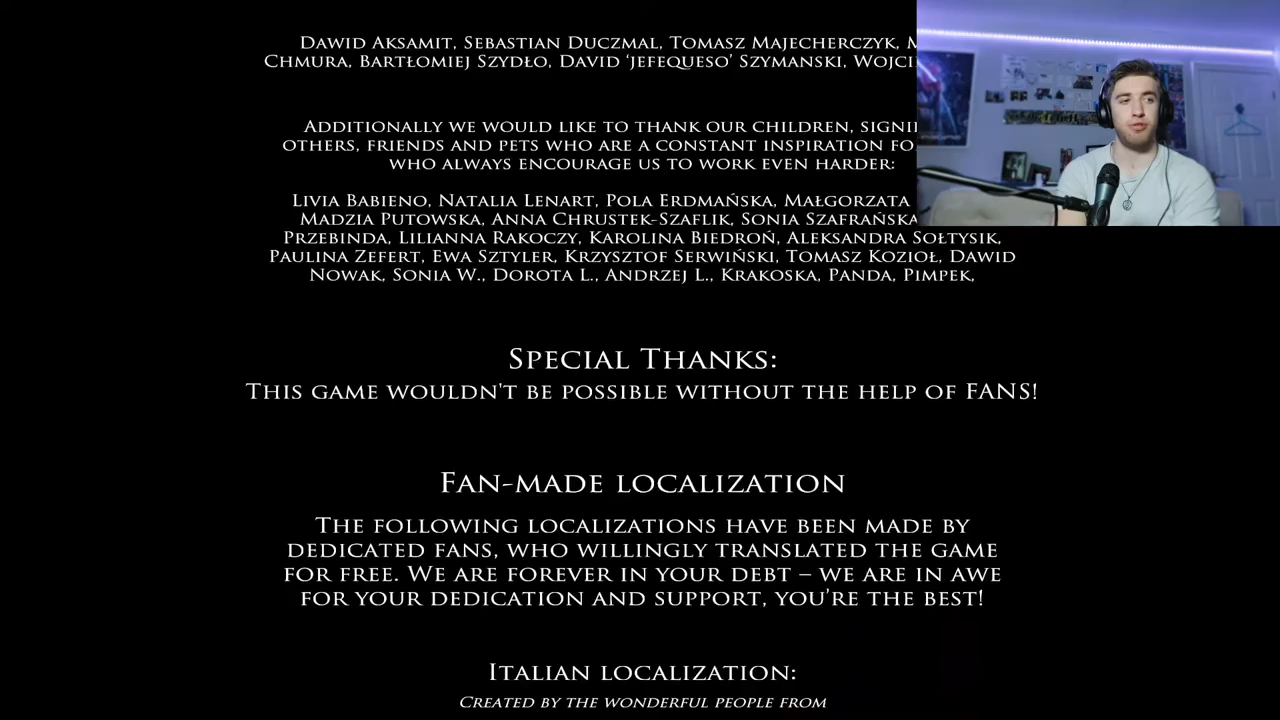 Dawid Aksamit, Sebastian Duczmal, Tomasz Majecherczyk,
Chmura, Bartłomiej Szydło, David ‘jefequeso’ Szymanski,
Additionally we would like to thank our children,
others, friends and pets who are a constant inspiration
who always encourage us to work even harder:
Livia Babieno, Natalia Lenart, Pola Erdmańska, Małgorzata
Madzia Putowska, Anna Chrustek-Szaflik, Sonia Szafrańska
Przebinda, Lilianna Rakoczy, Karolina Biedroń, Aleksandra Sołtysik,
Paulina Zefert, Ewa Sztyler, Krzysztof Serwiński, Tomasz Kozioł, Dawid
Nowak, Sonia W., Dorota L., Andrzej L., Krakoska, Panda, Pimpek,
Special Thanks:
This game wouldn't be possible without the help of FANS!
Fan-made localization
The following localizations have been made by
dedicated fans, who willingly translated the game
for free. We are forever in your debt – we are in awe
for your dedication and support, you’re the best!
Italian localization:
Created by the wonderful people from